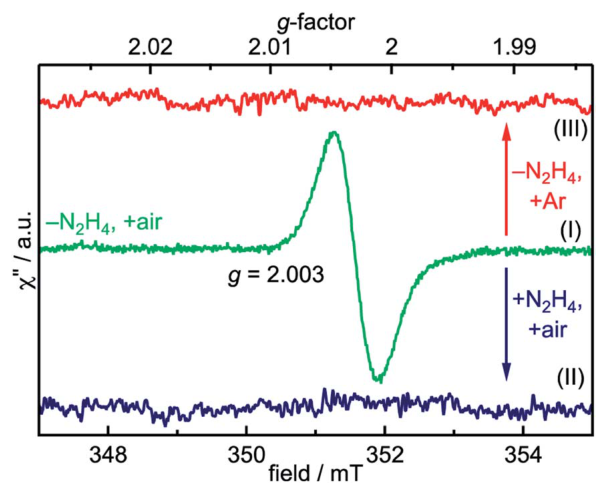 g-factor
2.02 2.01 2 1.99
(III)
–N₂H₄,
+Ar
–N₂H₄, +air
(I)
g = 2.003
+N₂H₄,
+air
(II)
χ" / a.u.
348 350 352 354
field / mT